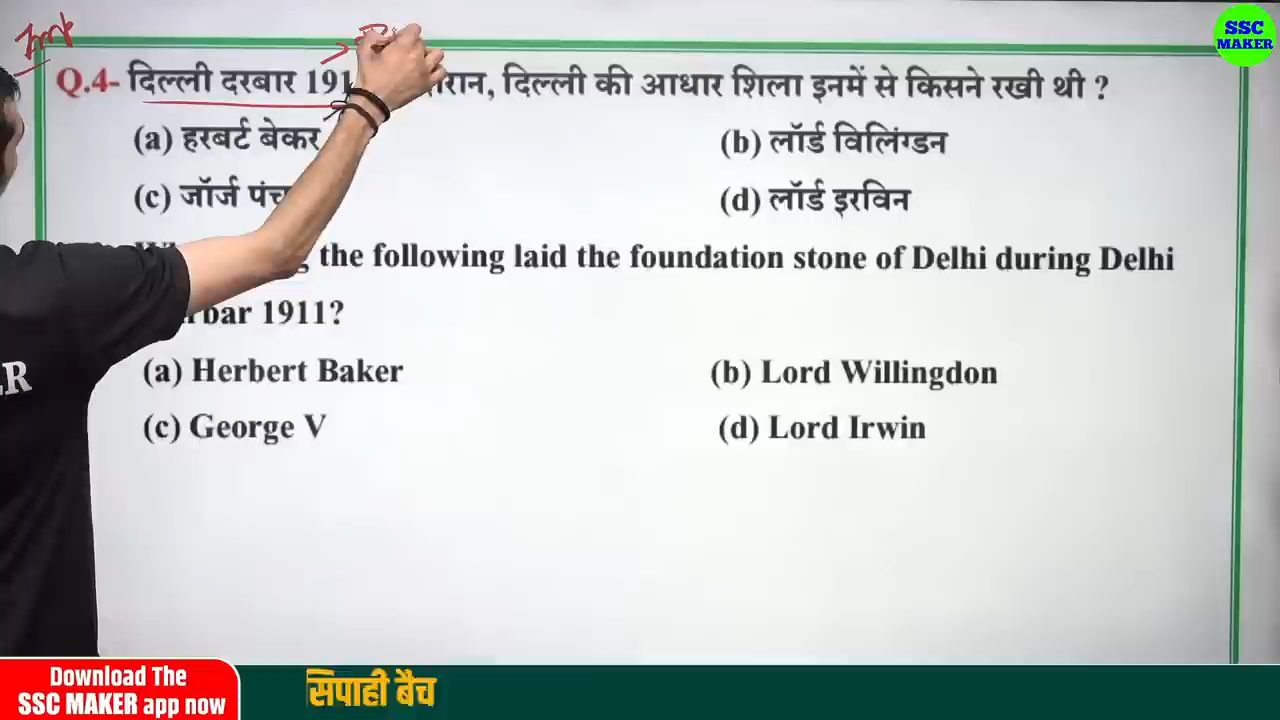 Imp
SSC
MAKER
Q.4- दिल्ली दरबार 191 दिल्ली की आधार शिला इनमें से किसने रखी थी ?
(a) हरबर्ट बेकर
(b) लॉर्ड विलिंग्डन
(c) जॉर्ज
(d) लॉर्ड इरविन
the following laid the foundation stone of Delhi during Delhi
1911?
(a) Herbert Baker
(b) Lord Willingdon
(c) George V
(d) Lord Irwin
R
Download The
SSC MAKER app now
सिपाही बैच